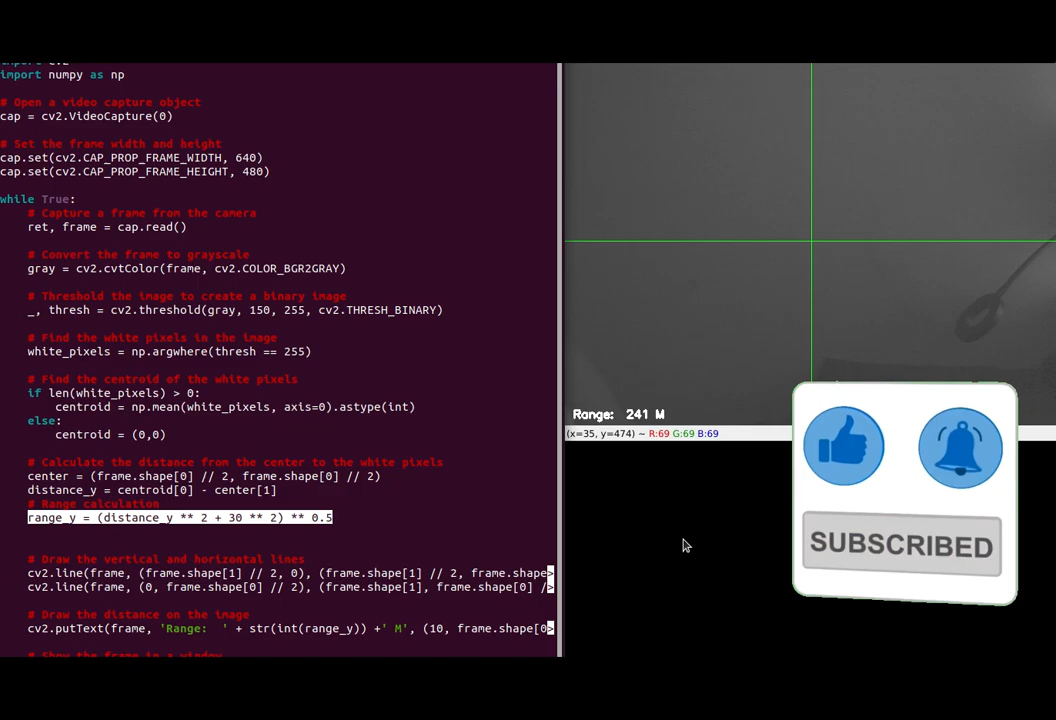 import numpy as np
# Open a video capture object
cap = cv2.VideoCapture(0)
# Set the frame width and height
cap.set(cv2.CAP_PROP_FRAME_WIDTH, 640)
cap.set(cv2.CAP_PROP_FRAME_HEIGHT, 480)
while True:
# Capture a frame from the camera
ret, frame = cap.read()
# Convert the frame to grayscale
gray = cv2.cvtColor(frame, cv2.COLOR_BGR2GRAY)
# Threshold the image to create a binary image
_, thresh = cv2.threshold(gray, 150, 255, cv2.THRESH_BINARY)
# Find the white pixels in the image
white_pixels = np.argwhere(thresh == 255)
# Find the centroid of the white pixels
if len(white_pixels) > 0:
centroid = np.mean(white_pixels, axis=0).astype(int)
else:
centroid = (0,0)
# Calculate the distance from the center to the white pixels
center = (frame.shape[0] // 2, frame.shape[0] // 2)
distance_y = centroid[0] - center[1]
# Range calculation
range_y = (distance_y ** 2 + 30 ** 2) ** 0.5
# Draw the vertical and horizontal lines
cv2.line(frame, (frame.shape[1] // 2, 0), (frame.shape[1] // 2, frame.shape>
cv2.line(frame, (0, frame.shape[0] // 2), (frame.shape[1], frame.shape[0] />
# Draw the distance on the image
cv2.putText(frame, 'Range:  ' + str(int(range_y)) +' M', (10, frame.shape[0>
# Show the frame in a window
Range: 241 M
(x=35, y=474) ~ R:69 G:69 B:69
SUBSCRIBED